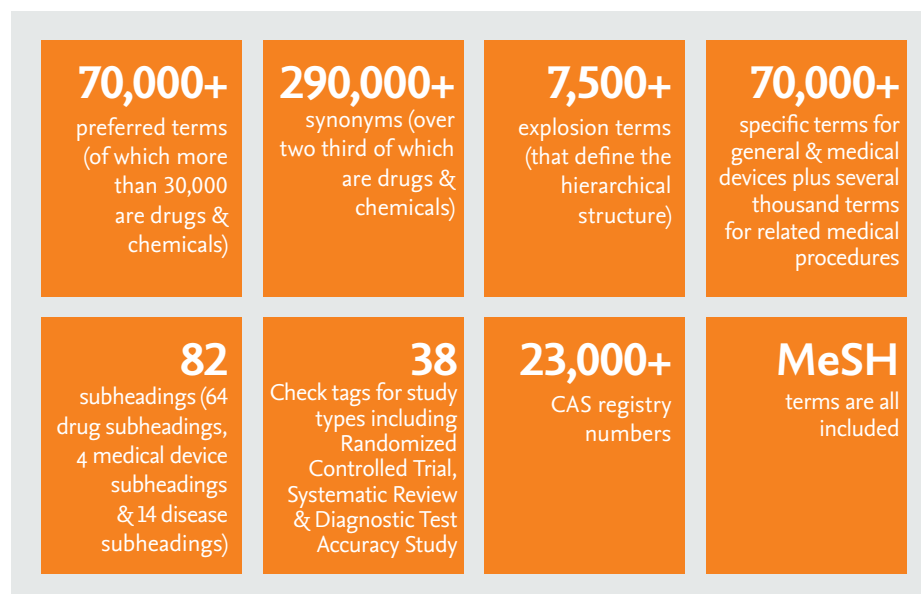 70,000+
preferred terms
(of which more
than 30,000
are drugs &
chemicals)
290,000+
synonyms (over
two third of which
are drugs &
chemicals)
7,500+
explosion terms
(that define the
hierarchical
structure)
70,000+
specific terms for
general & medical
devices plus several
thousand terms
for related medical
procedures
82
subheadings (64
drug subheadings,
4 medical device
subheadings
& 14 disease
subheadings)
38
Check tags for study
types including
Randomized
Controlled Trial,
Systematic Review
& Diagnostic Test
Accuracy Study
23,000+
CAS registry
numbers
MeSH
terms are all
included